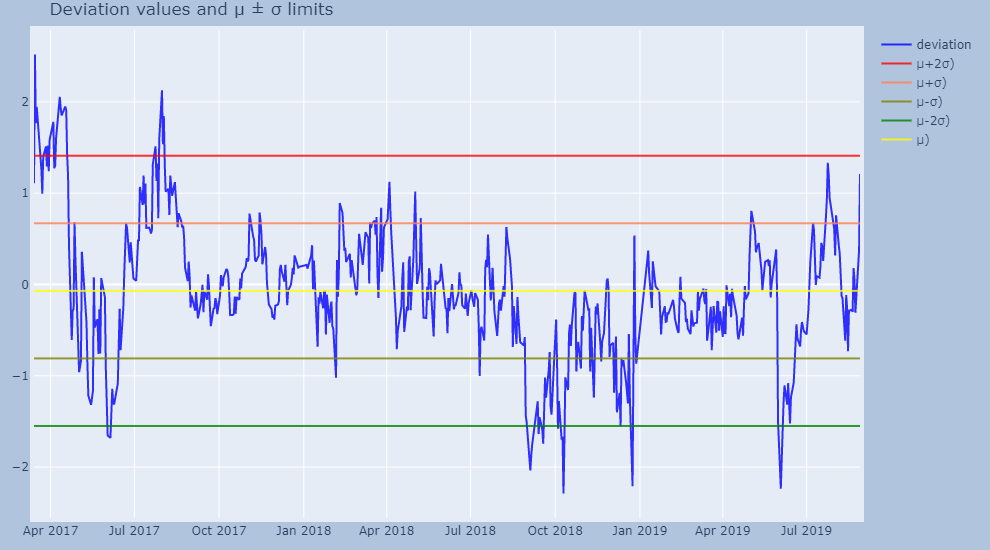 Deviation values and μ ± σ limits
deviation
μ+2σ)
μ+σ)
μ-σ)
μ-2σ)
μ)
2
1
0
−1
−2
Apr 2017 Jul 2017 Oct 2017 Jan 2018 Apr 2018 Jul 2018 Oct 2018 Jan 2019 Apr 2019 Jul 2019